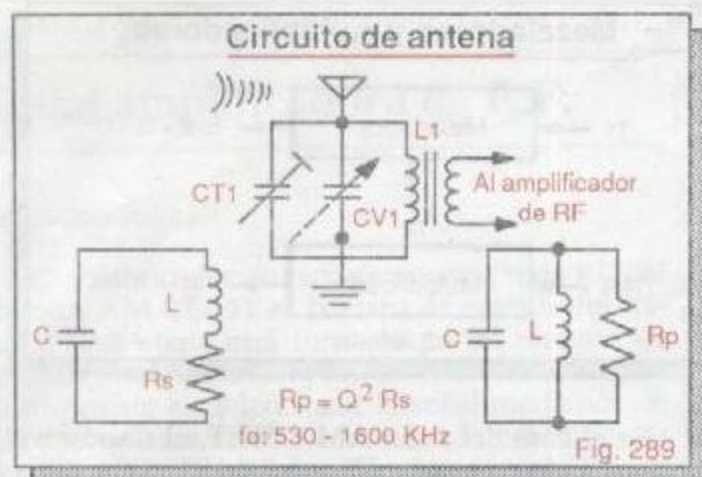 Circuito de antena
L1
CT1
CV1
Al amplificador
de RF
C
L
Rs
C
L
Rp
Rp = Q² Rs
fo: 530 - 1600 KHz
Fig. 289